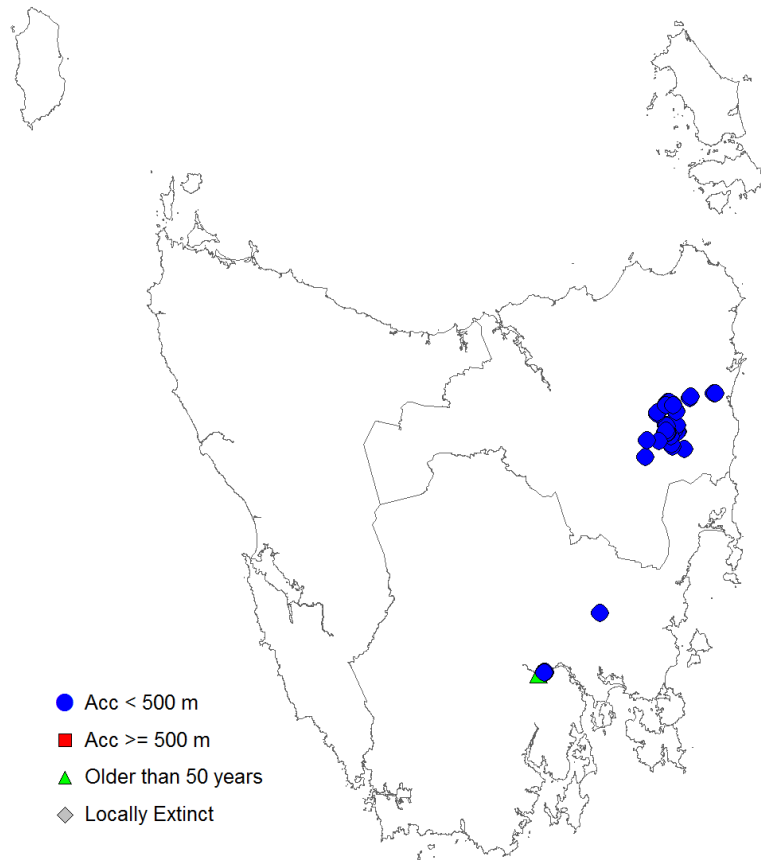 Acc < 500 m
Acc >= 500 m
Older than 50 years
Locally Extinct